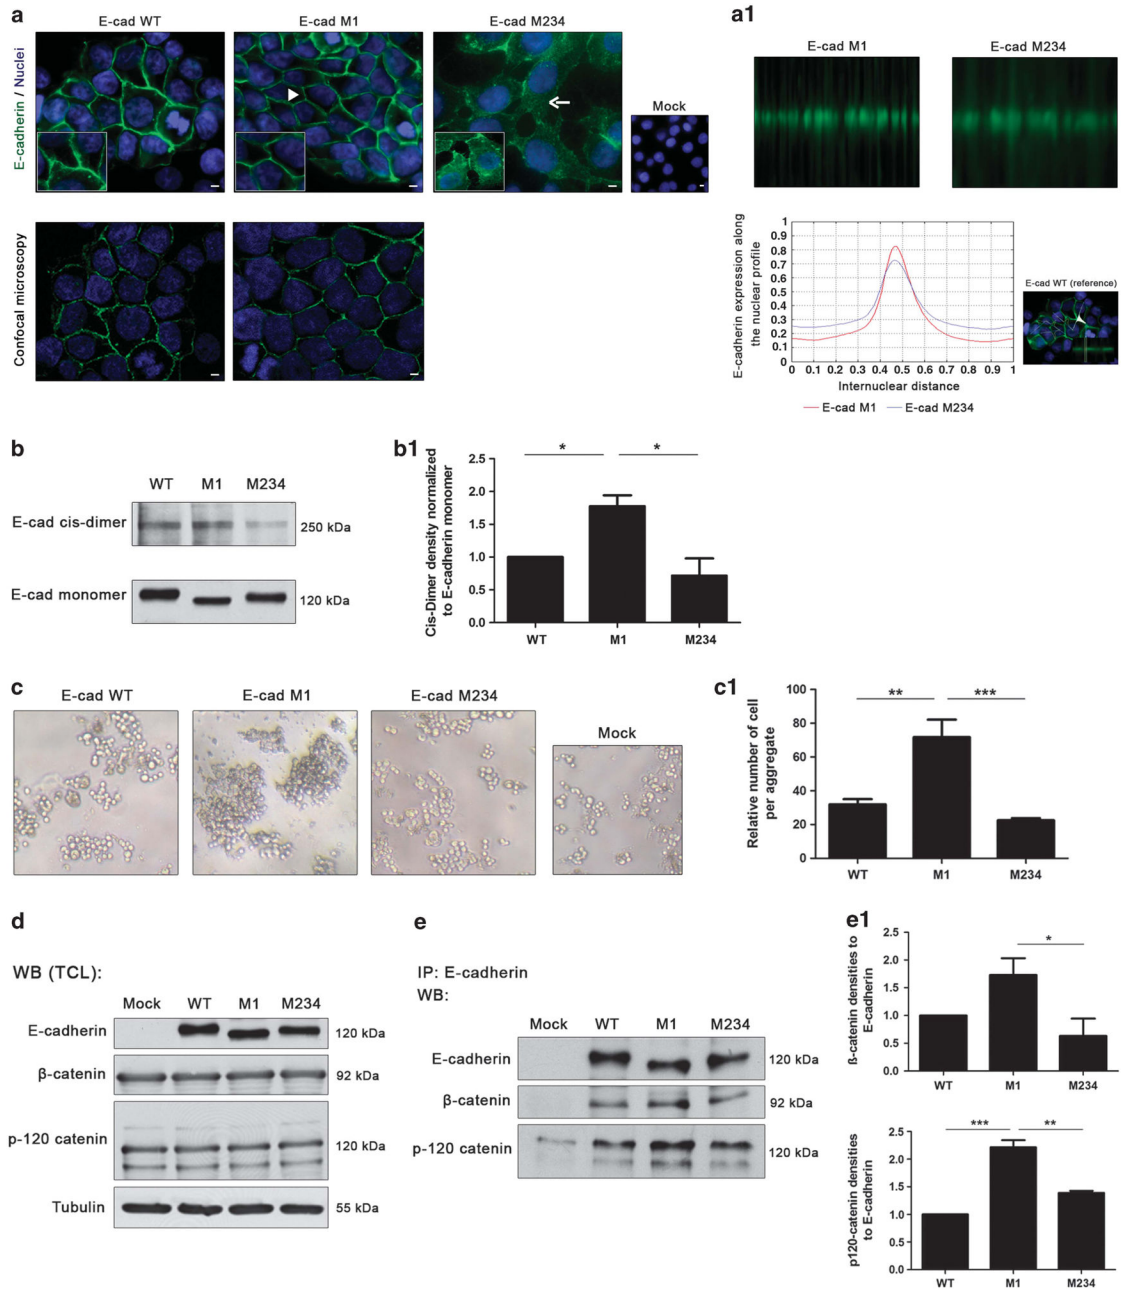 a
E-cad WT
E-cad M1
E-cad M234
E-cadherin / Nuclei
Mock
Confocal microscopy
a1
E-cad M1
E-cad M234
E-cadherin expression along
the nuclear profile
1
0.9
0.8
0.7
0.6
0.5
0.4
0.3
0.2
0.1
0
0 0.1 0.2 0.3 0.4 0.5 0.6 0.7 0.8 0.9 1
Internuclear distance
E-cad M1 E-cad M234
E-cad WT (reference)
b
WT M1 M234
E-cad cis-dimer 250 kDa
E-cad monomer 120 kDa
b1
Cis-Dimer density normalized
to E-cadherin monomer
2.5
2.0
1.5
1.0
0.5
0.0
* *
WT M1 M234
c
E-cad WT
E-cad M1
E-cad M234
Mock
c1
Relative number of cell
per aggregate
100
80
60
40
20
0
** ***
WT M1 M234
d
WB (TCL):
Mock WT M1 M234
E-cadherin 120 kDa
β-catenin 92 kDa
p-120 catenin 120 kDa
Tubulin 55 kDa
e
IP: E-cadherin
WB:
Mock WT M1 M234
E-cadherin 120 kDa
β-catenin 92 kDa
p-120 catenin 120 kDa
e1
ß-catenin densities to
E-cadherin
2.5
2.0
1.5
1.0
0.5
0.0
*
WT M1 M234
p120-catenin densities
to E-cadherin
2.5
2.0
1.5
1.0
0.5
0.0
*** **
WT M1 M234